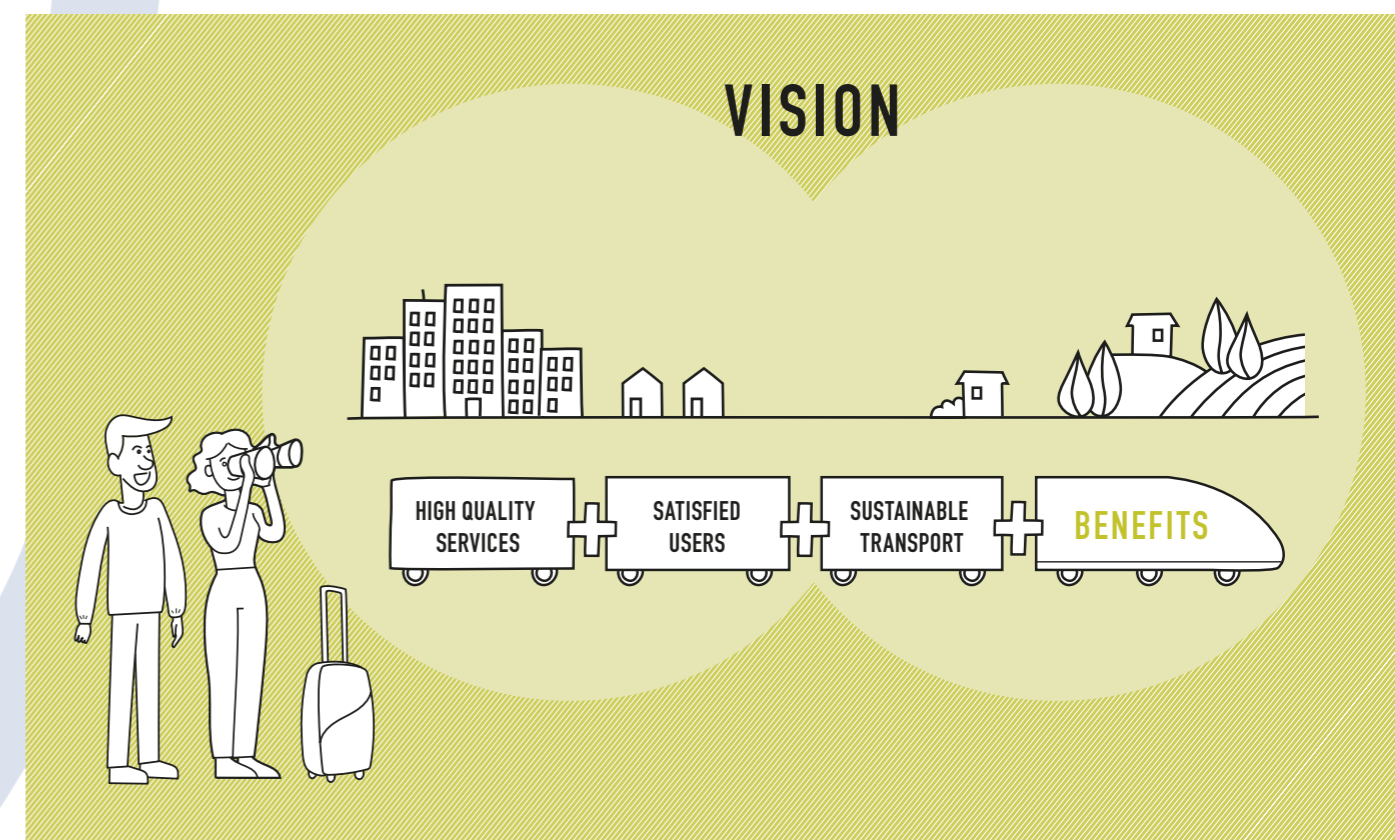 VISION
HIGH QUALITY
SERVICES
SATISFIED
USERS
SUSTAINABLE
TRANSPORT
BENEFITS